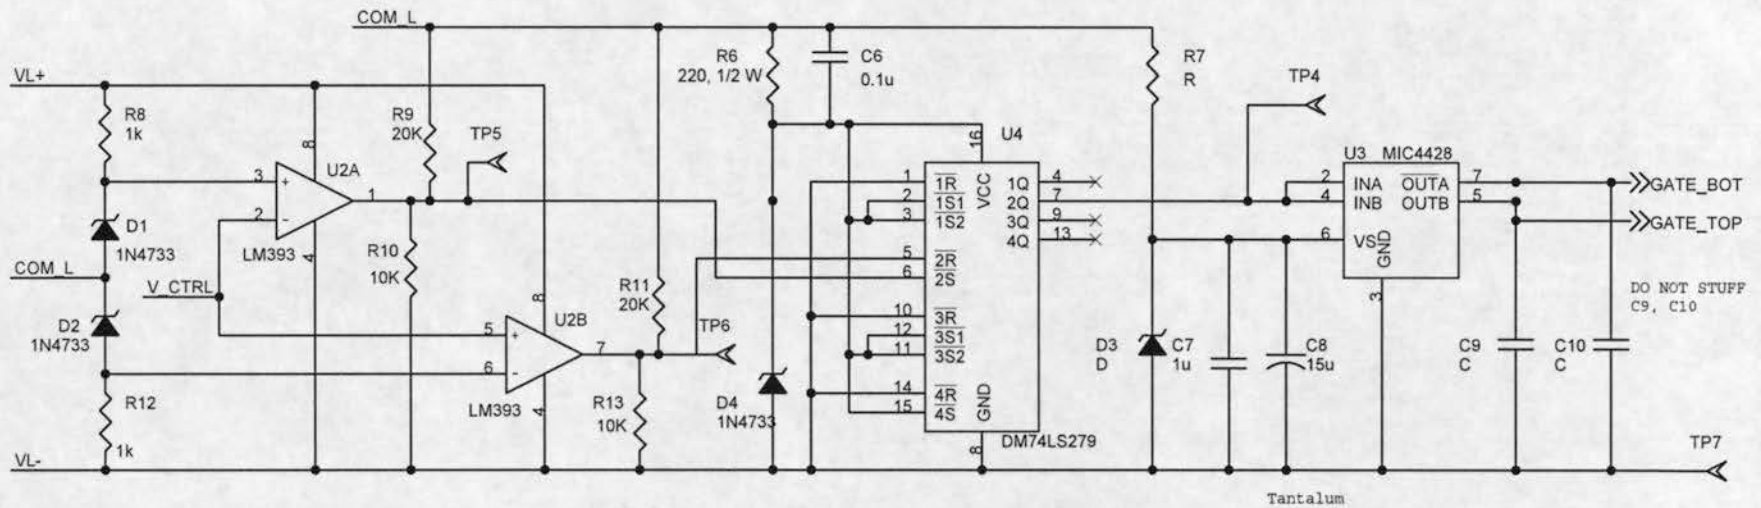 COM_L
VL+
R8
1k
R9
20K
TP5
8
U2A
3
+
2
-
1
LM393
4
D1
1N4733
COM_L
V_CTRL
R10
10K
D2
1N4733
8
U2B
5
+
6
-
7
LM393
4
R11
20K
TP6
R12
1k
R13
10K
VL-
R6
220, 1/2 W
C6
0.1u
D4
1N4733
16
U4
VCC
1 1R 1Q 4
2 1S1 2Q 7
3 1S2 3Q 9
4Q 13
5 2R
6 2S
10 3R
12 3S1
11 3S2
14 4R
15 4S
GND
8
DM74LS279
R7
R
TP4
U3 MIC4428
2 INA OUTA 7
4 INB OUTB 5
6 VS
GND
3
GATE_BOT
GATE_TOP
DO NOT STUFF
C9, C10
D3
D
C7
1u
C8
15u
C9
C
C10
C
TP7
Tantalum